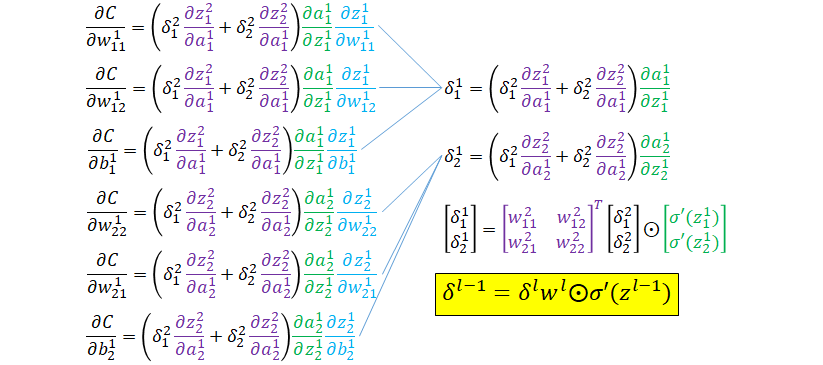 $\frac{\partial C}{\partial w_{11}^1} = \left(\delta_1^2 \frac{\partial z_1^2}{\partial a_1^1} + \delta_2^2 \frac{\partial z_2^2}{\partial a_1^1}\right) \frac{\partial a_1^1}{\partial z_1^1} \frac{\partial z_1^1}{\partial w_{11}^1}$
$\frac{\partial C}{\partial w_{12}^1} = \left(\delta_1^2 \frac{\partial z_1^2}{\partial a_1^1} + \delta_2^2 \frac{\partial z_2^2}{\partial a_1^1}\right) \frac{\partial a_1^1}{\partial z_1^1} \frac{\partial z_1^1}{\partial w_{12}^1}$
$\frac{\partial C}{\partial b_1^1} = \left(\delta_1^2 \frac{\partial z_1^2}{\partial a_1^1} + \delta_2^2 \frac{\partial z_2^2}{\partial a_1^1}\right) \frac{\partial a_1^1}{\partial z_1^1} \frac{\partial z_1^1}{\partial b_1^1}$
$\frac{\partial C}{\partial w_{22}^1} = \left(\delta_1^2 \frac{\partial z_2^2}{\partial a_2^1} + \delta_2^2 \frac{\partial z_2^2}{\partial a_2^1}\right) \frac{\partial a_2^1}{\partial z_2^1} \frac{\partial z_2^1}{\partial w_{22}^1}$
$\frac{\partial C}{\partial w_{21}^1} = \left(\delta_1^2 \frac{\partial z_2^2}{\partial a_2^1} + \delta_2^2 \frac{\partial z_2^2}{\partial a_2^1}\right) \frac{\partial a_2^1}{\partial z_2^1} \frac{\partial z_2^1}{\partial w_{21}^1}$
$\frac{\partial C}{\partial b_2^1} = \left(\delta_1^2 \frac{\partial z_2^2}{\partial a_2^1} + \delta_2^2 \frac{\partial z_2^2}{\partial a_2^1}\right) \frac{\partial a_2^1}{\partial z_2^1} \frac{\partial z_2^1}{\partial b_2^1}$
$\delta_1^1 = \left(\delta_1^2 \frac{\partial z_1^2}{\partial a_1^1} + \delta_2^2 \frac{\partial z_2^2}{\partial a_1^1}\right) \frac{\partial a_1^1}{\partial z_1^1}$
$\delta_2^1 = \left(\delta_1^2 \frac{\partial z_2^2}{\partial a_2^1} + \delta_2^2 \frac{\partial z_2^2}{\partial a_2^1}\right) \frac{\partial a_2^1}{\partial z_2^1}$
$\begin{bmatrix} \delta_1^1 \\ \delta_2^1 \end{bmatrix} = \begin{bmatrix} w_{11}^2 & w_{12}^2 \\ w_{21}^2 & w_{22}^2 \end{bmatrix}^T \begin{bmatrix} \delta_1^2 \\ \delta_2^2 \end{bmatrix} \odot \begin{bmatrix} \sigma'(z_1^1) \\ \sigma'(z_2^1) \end{bmatrix}$
$\delta^{l-1} = \delta^l w^l \odot \sigma'(z^{l-1})$